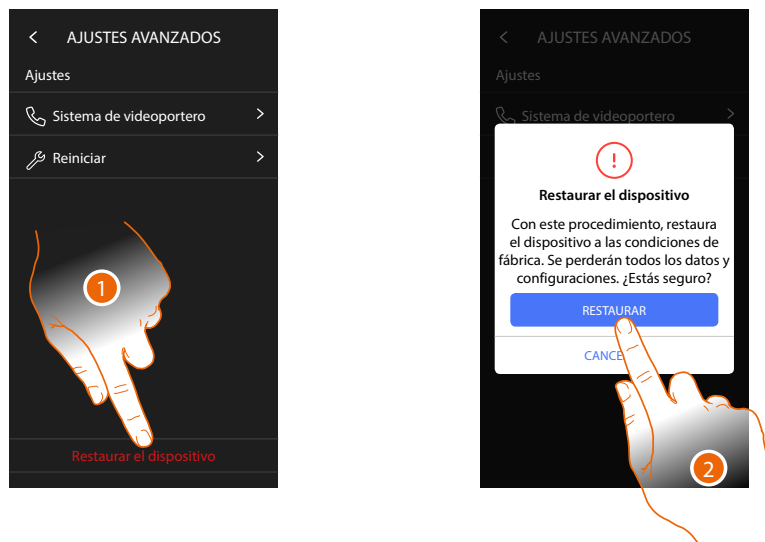 AJUSTES AVANZADOS
Ajustes
Sistema de videoportero
Reiniciar
1
Restaurar el dispositivo
AJUSTES AVANZADOS
Ajustes
Sistema de videoportero
Restaurar el dispositivo
Con este procedimiento, restaura
el dispositivo a las condiciones de
fábrica. Se perderán todos los datos y
configuraciones. ¿Estás seguro?
RESTAURAR
CANCE
2